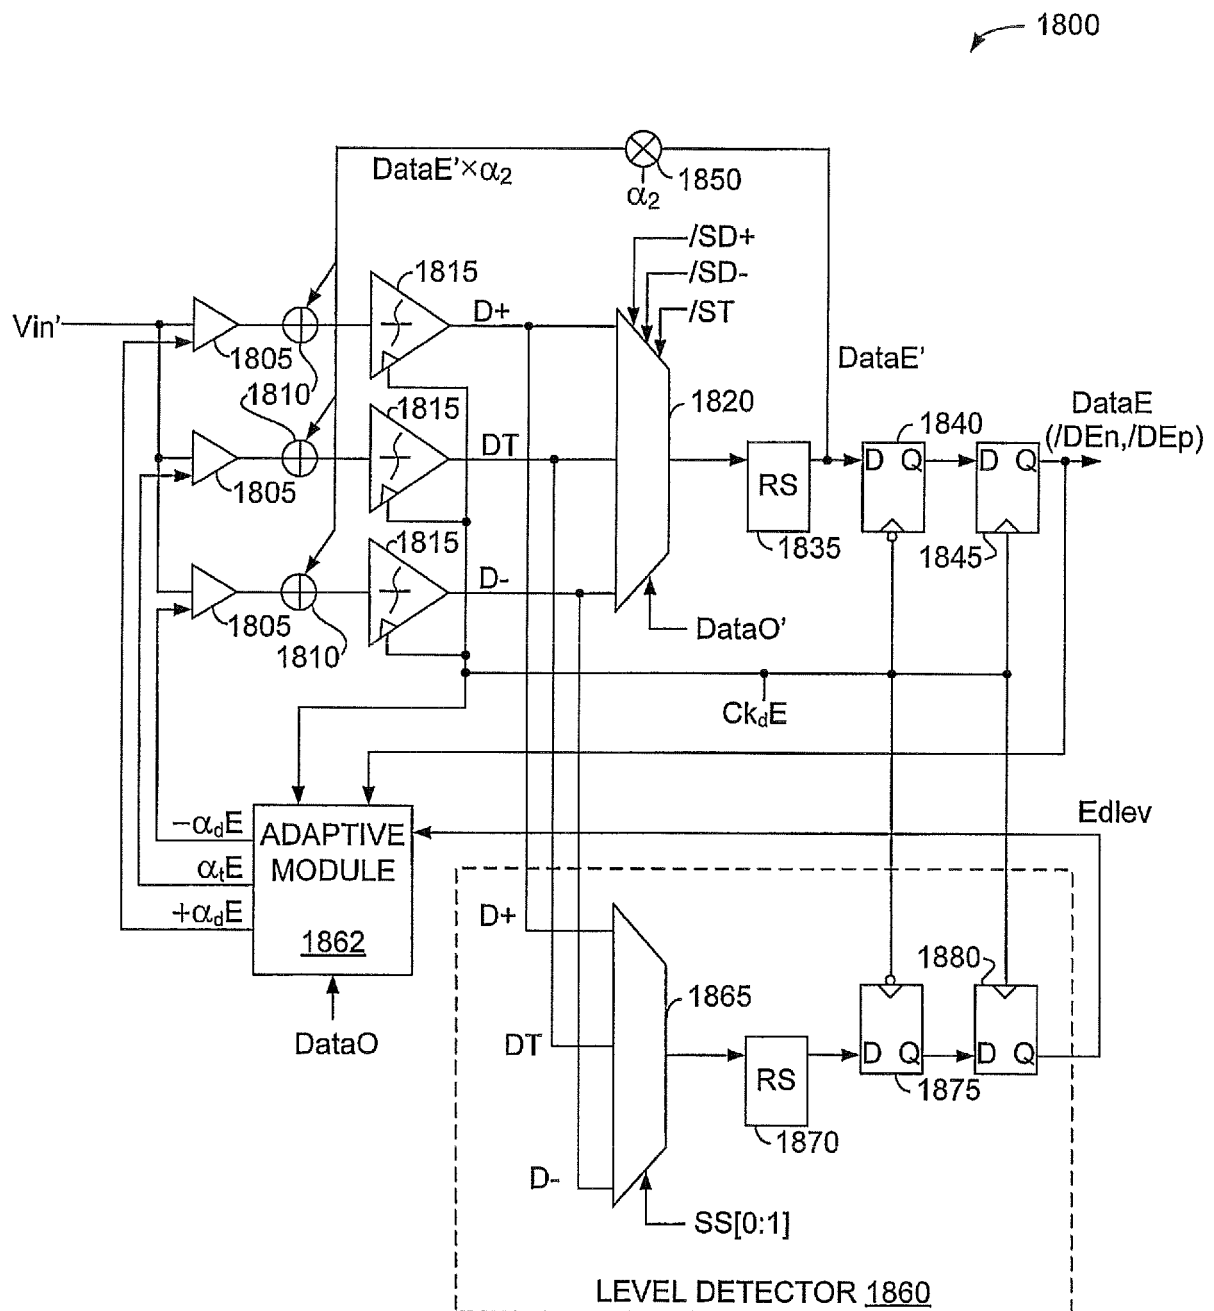 1800
DataE'×α2
α2
1850
/SD+
/SD-
/ST
1815
D+
Vin'
1805
1810
DataE'
1820
1815
DT
1805
1840
DataE
(/DEn,/DEp)
D Q
D Q
RS
1835
1845
1815
D-
1805
1810
DataO'
CkdE
Edlev
−αdE
αtE
+αdE
ADAPTIVE
MODULE
1862
DataO
D+
1865
DT
1880
D Q
D Q
1875
RS
1870
D-
SS[0:1]
LEVEL DETECTOR 1860